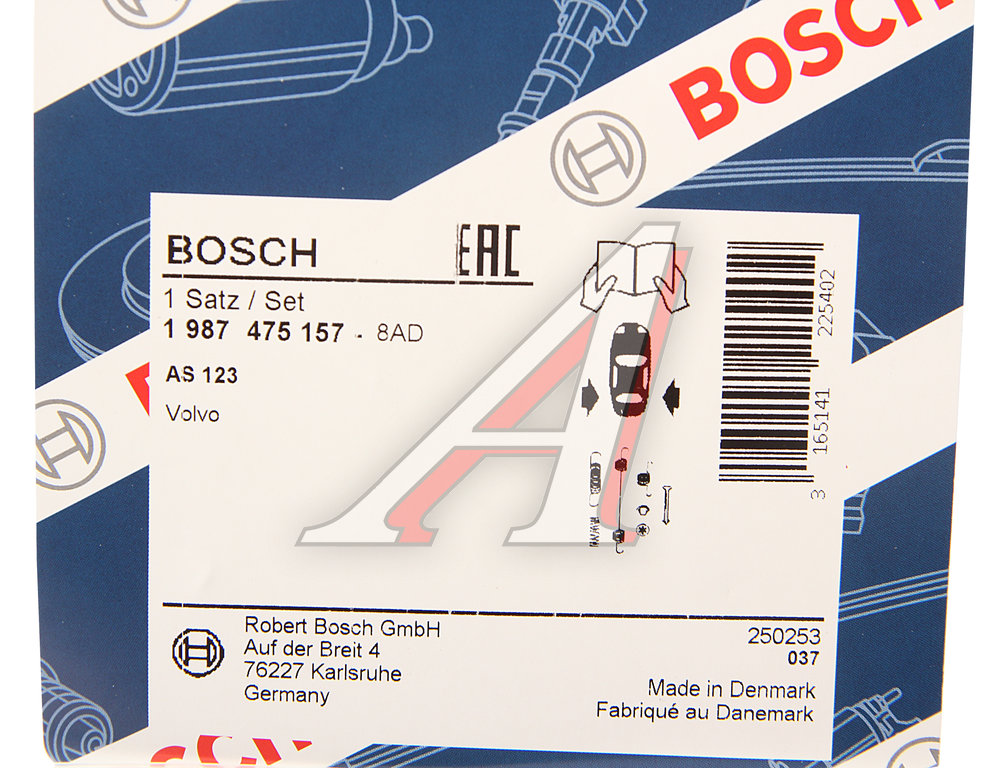 BOSCH
BOSCH
EAC
1 Satz / Set
1 987 475 157 - 8AD
AS 123
Volvo
3 165141 225402
Robert Bosch GmbH
Auf der Breit 4
76227 Karlsruhe
Germany
250253
037
Made in Denmark
Fabriqué au Danemark